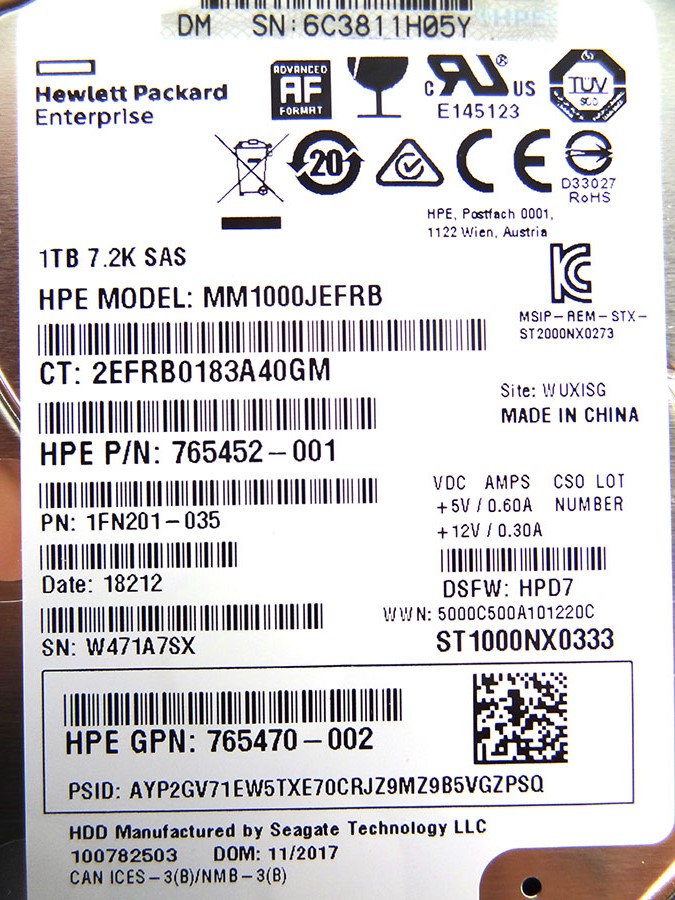 DM SN:6C3811H05Y
Hewlett Packard
Enterprise
ADVANCED
AF
FORMAT
C RU US
®
E145123
TÜV
SÜD
20
CE
D33027
RoHS
HPE, Postfach 0001,
1122 Wien, Austria
1TB 7.2K SAS
HPE MODEL: MM1000JEFRB
MSIP-REM-STX-
ST2000NX0273
CT: 2EFRB0183A40GM
Site: WUXISG
MADE IN CHINA
HPE P/N: 765452-001
VDC AMPS CSO LOT
+5V / 0.60A NUMBER
+12V / 0.30A
PN: 1FN201-035
Date: 18212
DSFW: HPD7
WWN: 5000C500A101220C
SN: W471A7SX
ST1000NX0333
HPE GPN: 765470-002
PSID: AYP2GV71EW5TXE70CRJZ9MZ9B5VGZPSQ
HDD Manufactured by Seagate Technology LLC
100782503 DOM: 11/2017
CAN ICES-3(B)/NMB-3(B)